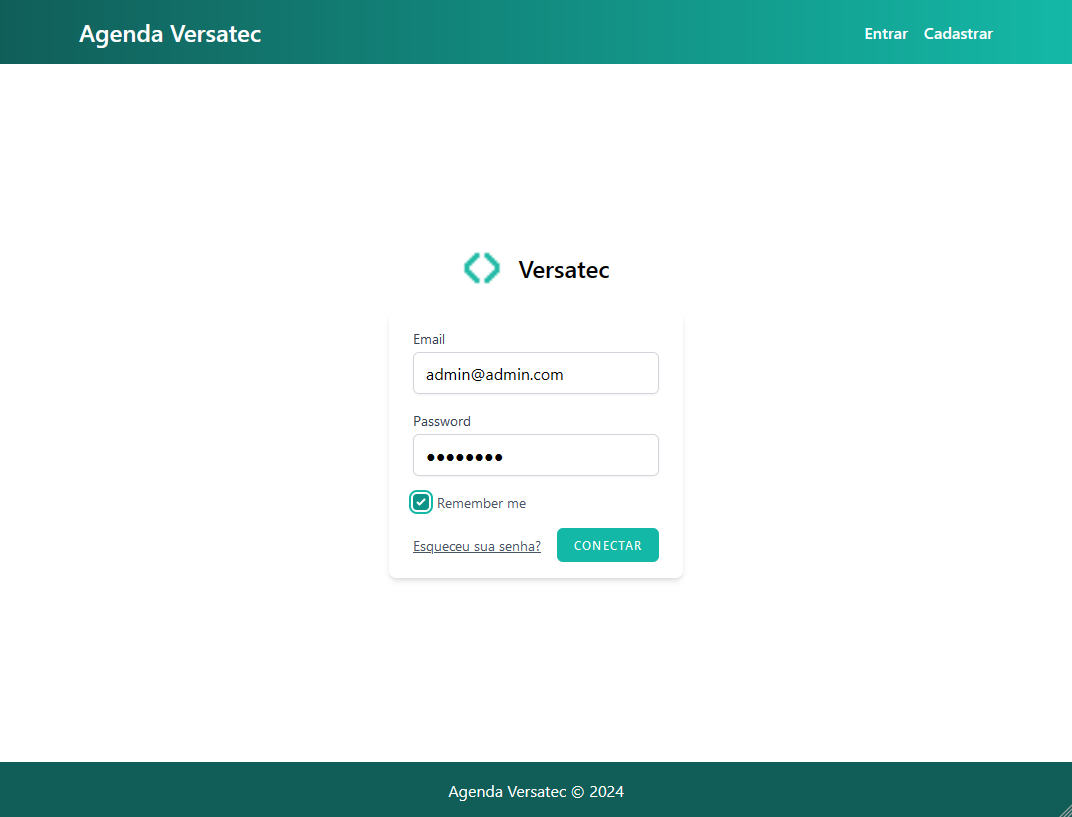 Agenda Versatec
Entrar Cadastrar
Versatec
Email
admin@admin.com
Password
••••••••
Remember me
Esqueceu sua senha? CONECTAR
Agenda Versatec © 2024